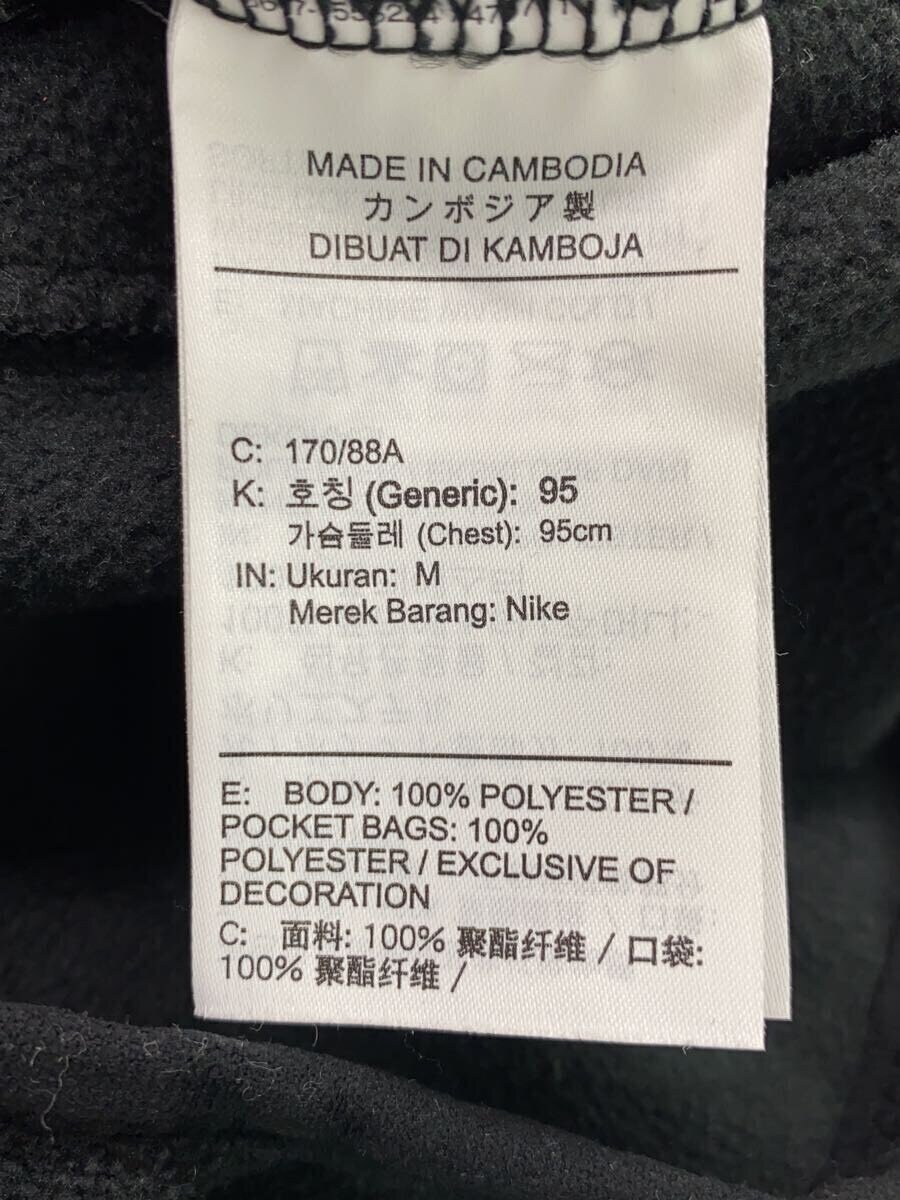 MADE IN CAMBODIA
カンボジア製
DIBUAT DI KAMBOJA
C: 170/88A
K: 호칭 (Generic): 95
가슴둘레 (Chest): 95cm
IN: Ukuran: M
Merek Barang: Nike
E: BODY: 100% POLYESTER /
POCKET BAGS: 100%
POLYESTER / EXCLUSIVE OF
DECORATION
C: 面料: 100% 聚酯纤维 / 口袋:
100% 聚酯纤维 /